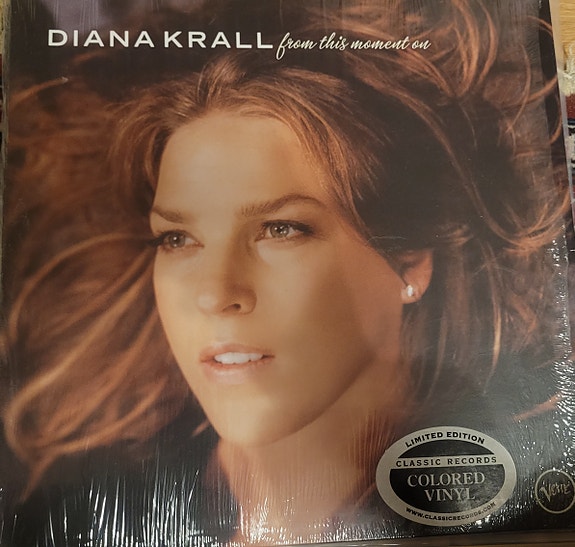 DIANA KRALL from this moment on
LIMITED EDITION
CLASSIC RECORDS
COLORED
VINYL
WWW.CLASSICRECORDS.COM
Verve